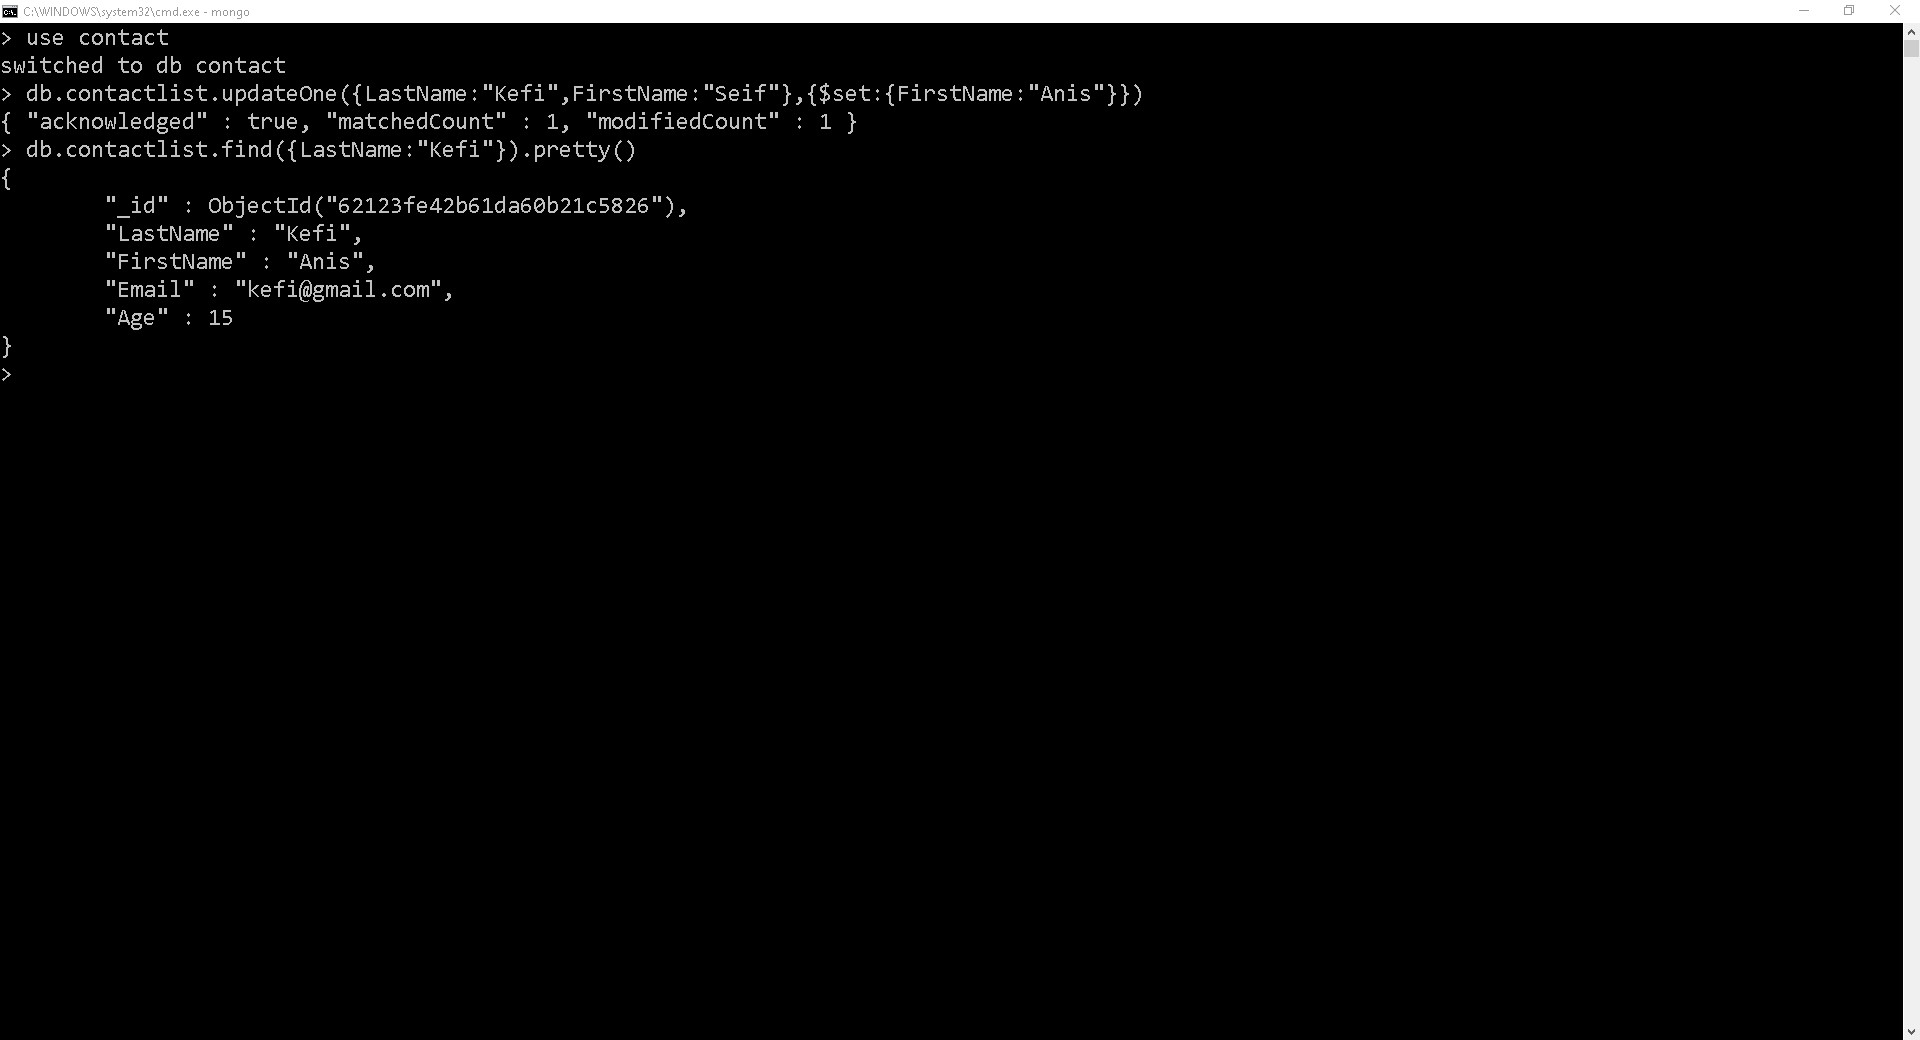 C:\WINDOWS\system32\cmd.exe - mongo
> use contact
switched to db contact
> db.contactlist.updateOne({LastName:"Kefi",FirstName:"Seif"},{$set:{FirstName:"Anis"}})
{ "acknowledged" : true, "matchedCount" : 1, "modifiedCount" : 1 }
> db.contactlist.find({LastName:"Kefi"}).pretty()
{
        "_id" : ObjectId("62123fe42b61da60b21c5826"),
        "LastName" : "Kefi",
        "FirstName" : "Anis",
        "Email" : "kefi@gmail.com",
        "Age" : 15
}
>